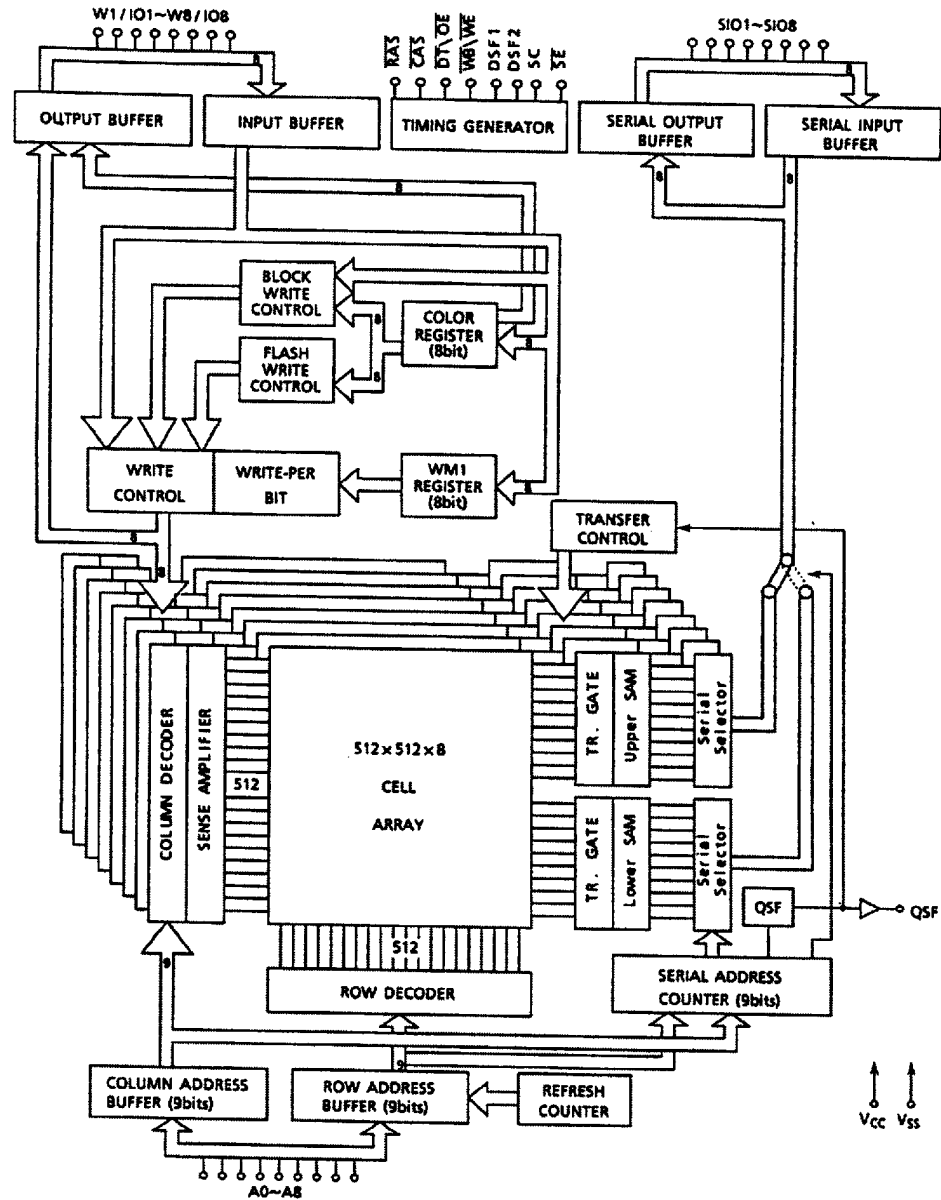 W1/IO1~W8/IO8
SIO1~SIO8
RAS
CAS
DT\OE
WB\WE
DSF1
DSF2
SC
SE
8
8
OUTPUT BUFFER
INPUT BUFFER
TIMING GENERATOR
SERIAL OUTPUT
BUFFER
SERIAL INPUT
BUFFER
8
8
8
BLOCK
WRITE
CONTROL
8
COLOR
REGISTER
(8bit)
8
FLASH
WRITE
CONTROL
8
WRITE
CONTROL
WRITE-PER
BIT
WM1
REGISTER
(8bit)
8
TRANSFER
CONTROL
8
8
COLUMN DECODER
SENSE AMPLIFIER
512
512×512×8
CELL
ARRAY
TR. GATE
Upper SAM
Serial
Selector
TR. GATE
Lower SAM
Serial
Selector
QSF
QSF
512
9
ROW DECODER
SERIAL ADDRESS
COUNTER (9bits)
9
COLUMN ADDRESS
BUFFER (9bits)
ROW ADDRESS
BUFFER (9bits)
REFRESH
COUNTER
VCC
VSS
A0~A8